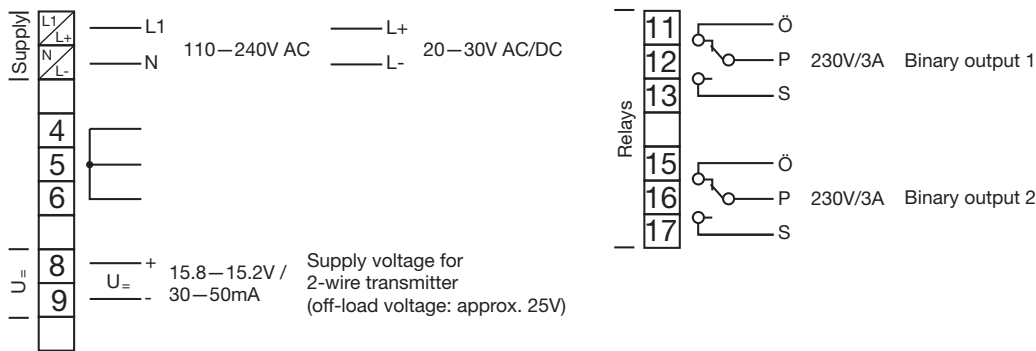 Supply
L1
L+
L1
N
L-
N
110—240V AC
L+
L-
20—30V AC/DC
4
5
6
U=
8
9
+
U=
-
15.8—15.2V /
30—50mA
Supply voltage for
2-wire transmitter
(off-load voltage: approx. 25V)
Relays
11
12
13
Ö
P
S
230V/3A
Binary output 1
15
16
17
Ö
P
S
230V/3A
Binary output 2